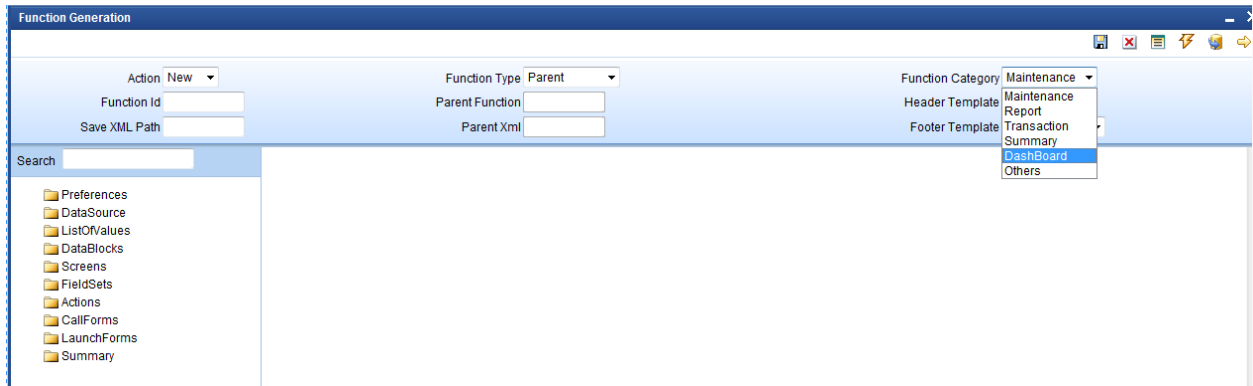 Function Generation
Action New Function Type Parent Function Category Maintenance
Function Id Parent Function Header Template Maintenance
Report
Save XML Path Parent Xml Footer Template Transaction
Summary
DashBoard
Others
Search
Preferences
DataSource
ListOfValues
DataBlocks
Screens
FieldSets
Actions
CallForms
LaunchForms
Summary